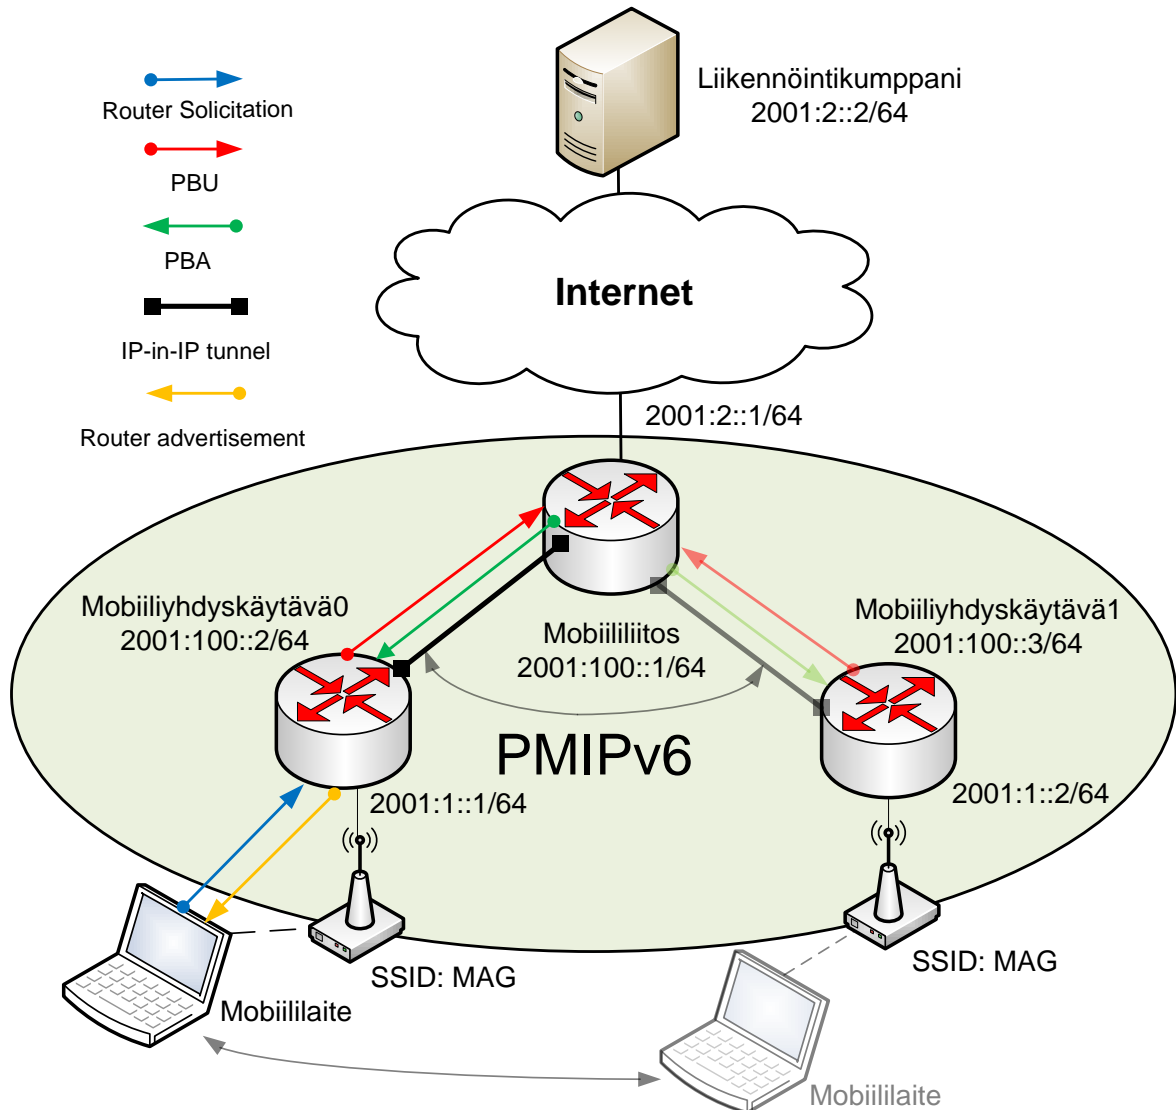 Router Solicitation
PBU
PBA
IP-in-IP tunnel
Router advertisement
Liikennöintikumppani
2001:2::2/64
Internet
2001:2::1/64
Mobiiliyhdyskäytävä0
2001:100::2/64
Mobiililiitos
2001:100::1/64
Mobiiliyhdyskäytävä1
2001:100::3/64
PMIPv6
2001:1::1/64
2001:1::2/64
SSID: MAG
SSID: MAG
Mobiililaite
Mobiililaite